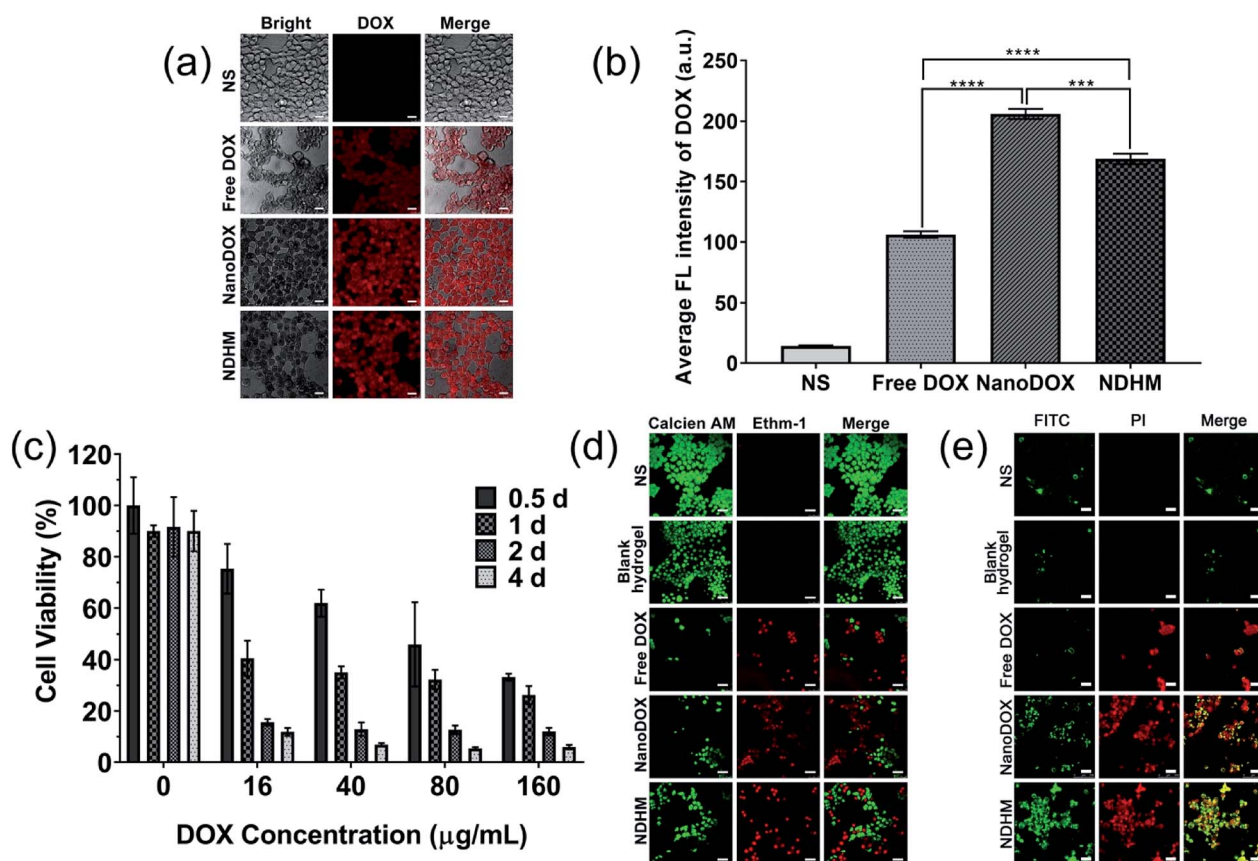 (a)
Bright DOX Merge
NS
Free DOX
NanoDOX
NDHM
(b)
Average FL intensity of DOX (a.u.)
250
200
150
100
50
0
****
**** ***
NS Free DOX NanoDOX NDHM
(c)
Cell Viability (%)
120
100
80
60
40
20
0
0.5 d
1 d
2 d
4 d
0 16 40 80 160
DOX Concentration (μg/mL)
(d)
Calcien AM Ethm-1 Merge
NS
Blank
hydrogel
Free DOX
NanoDOX
NDHM
(e)
FITC PI Merge
NS
Blank
hydrogel
Free DOX
NanoDOX
NDHM